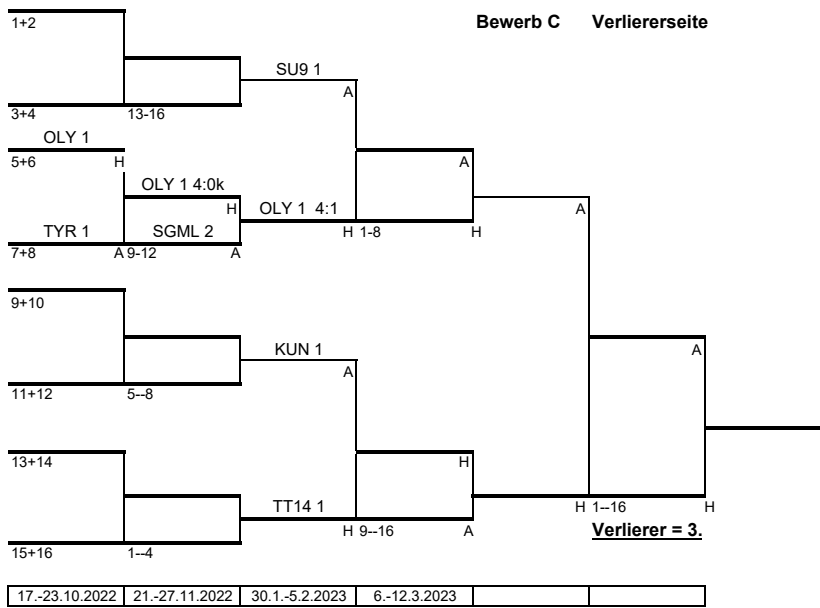 1+2
Bewerb C Verliererseite
SU9 1
A
3+4 13-16
OLY 1
5+6 H A
OLY 1 4:0k
H OLY 1 4:1 A
TYR 1 SGML 2 H 1-8 H
7+8 A 9-12 A
9+10
KUN 1 A
A
11+12 5--8
13+14 H
TT14 1 H 1--16 H
H 9--16 A Verlierer = 3.
15+16 1--4
17.-23.10.2022 21.-27.11.2022 30.1.-5.2.2023 6.-12.3.2023